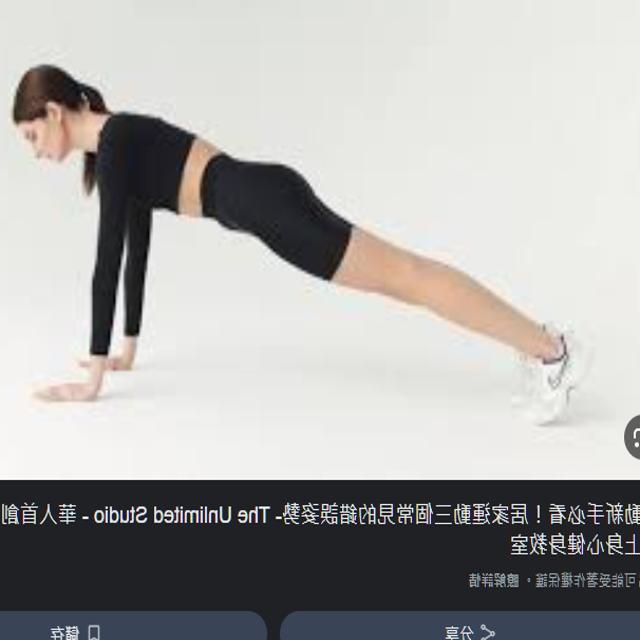 動新手必看！居家運動三個常見的錯誤姿勢- The Unlimited Studio - 華人首創
上身心健身教室
可能受著作權保護。瞭解詳情
分享
儲存